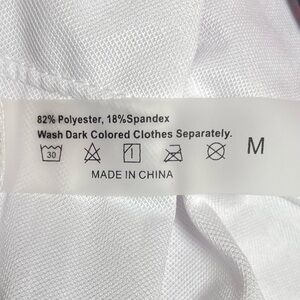 82% Polyester, 18%Spandex
Wash Dark Colored Clothes Separately.
30
M
MADE IN CHINA